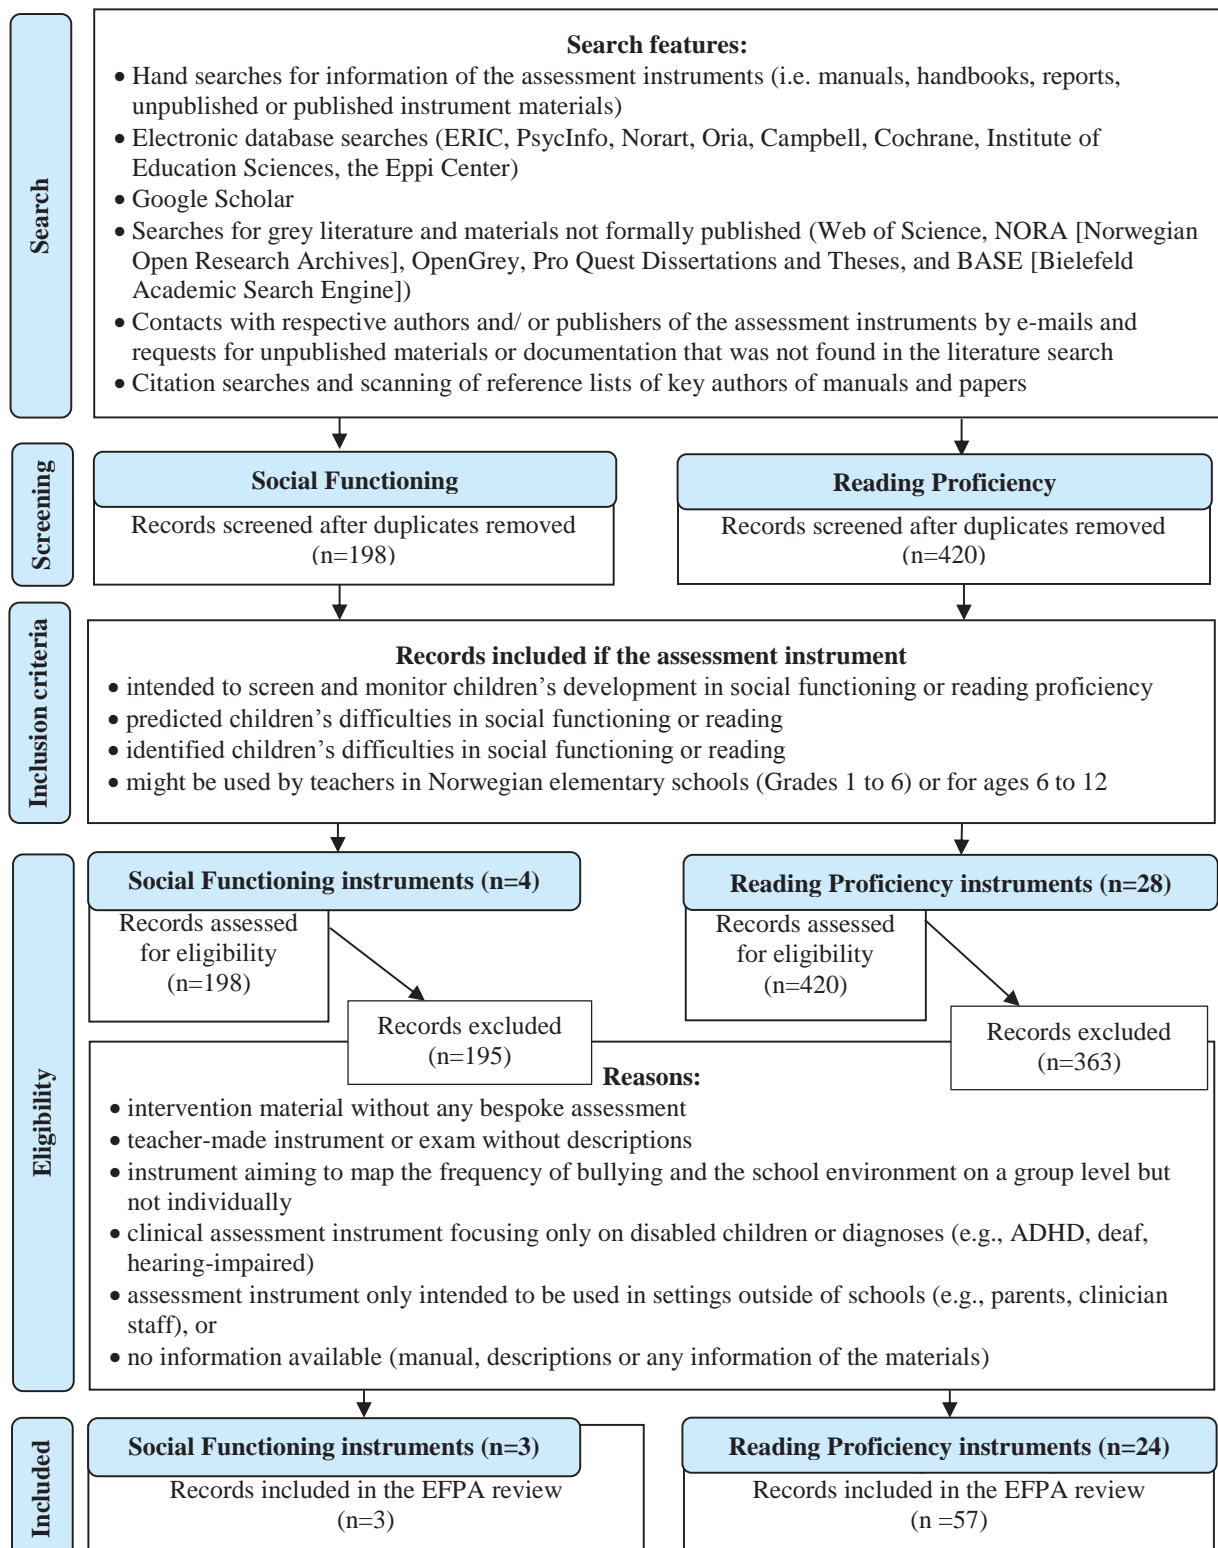 Search
Search features:
• Hand searches for information of the assessment instruments (i.e. manuals, handbooks, reports,
unpublished or published instrument materials)
• Electronic database searches (ERIC, PsycInfo, Norart, Oria, Campbell, Cochrane, Institute of
Education Sciences, the Eppi Center)
• Google Scholar
• Searches for grey literature and materials not formally published (Web of Science, NORA [Norwegian
Open Research Archives], OpenGrey, Pro Quest Dissertations and Theses, and BASE [Bielefeld
Academic Search Engine])
• Contacts with respective authors and/ or publishers of the assessment instruments by e-mails and
requests for unpublished materials or documentation that was not found in the literature search
• Citation searches and scanning of reference lists of key authors of manuals and papers
Screening
Social Functioning
Records screened after duplicates removed
(n=198)
Reading Proficiency
Records screened after duplicates removed
(n=420)
Inclusion criteria
Records included if the assessment instrument
• intended to screen and monitor children's development in social functioning or reading proficiency
• predicted children's difficulties in social functioning or reading
• identified children's difficulties in social functioning or reading
• might be used by teachers in Norwegian elementary schools (Grades 1 to 6) or for ages 6 to 12
Eligibility
Social Functioning instruments (n=4)
Records assessed
for eligibility
(n=198)
Records excluded
(n=195)
Reading Proficiency instruments (n=28)
Records assessed
for eligibility
(n=420)
Records excluded
(n=363)
Reasons:
• intervention material without any bespoke assessment
• teacher-made instrument or exam without descriptions
• instrument aiming to map the frequency of bullying and the school environment on a group level but
not individually
• clinical assessment instrument focusing only on disabled children or diagnoses (e.g., ADHD, deaf,
hearing-impaired)
• assessment instrument only intended to be used in settings outside of schools (e.g., parents, clinician
staff), or
• no information available (manual, descriptions or any information of the materials)
Included
Social Functioning instruments (n=3)
Records included in the EFPA review
(n=3)
Reading Proficiency instruments (n=24)
Records included in the EFPA review
(n =57)